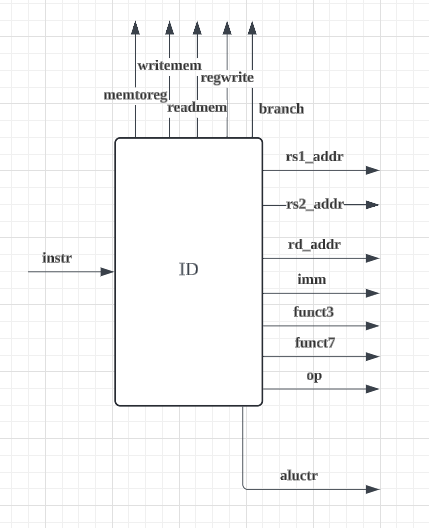 writemem
regwrite
memtoreg
readmem
branch
rs1_addr
rs2_addr
rd_addr
instr
ID
imm
funct3
funct7
op
aluctr